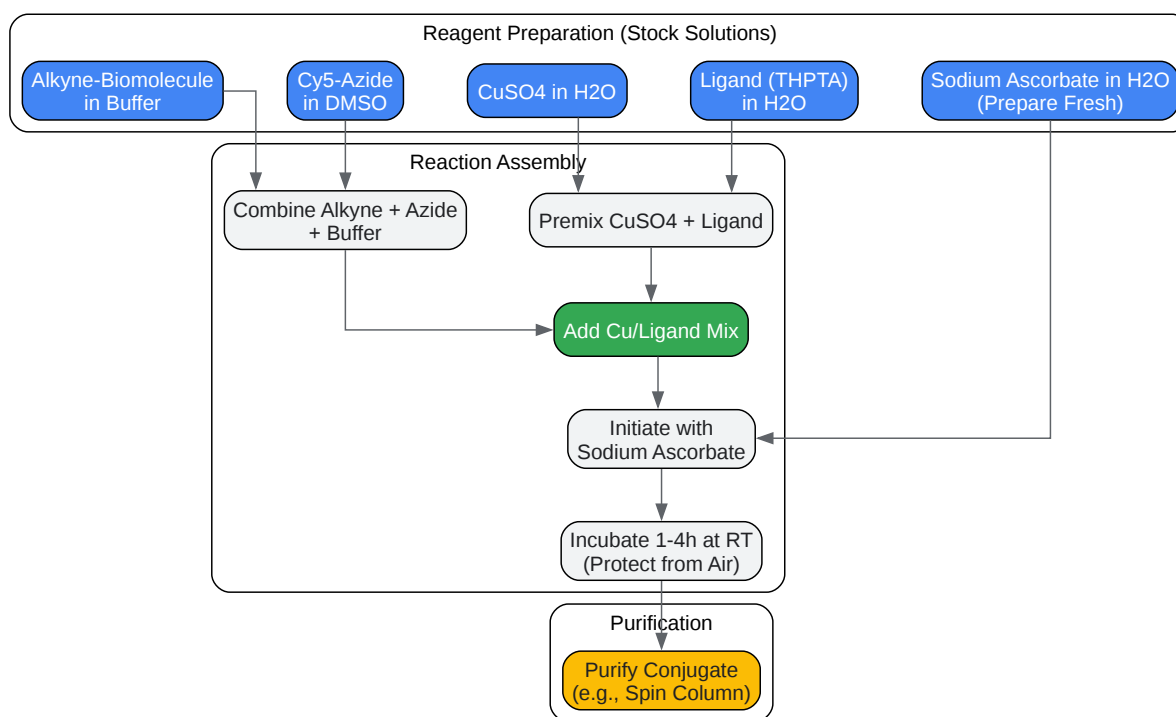 Reagent Preparation (Stock Solutions)
Alkyne-Biomolecule
in Buffer
Cy5-Azide
in DMSO
CuSO4 in H2O
Ligand (THPTA)
in H2O
Sodium Ascorbate in H2O
(Prepare Fresh)
Reaction Assembly
Combine Alkyne + Azide
+ Buffer
Premix CuSO4 + Ligand
Add Cu/Ligand Mix
Initiate with
Sodium Ascorbate
Incubate 1-4h at RT
(Protect from Air)
Purification
Purify Conjugate
(e.g., Spin Column)